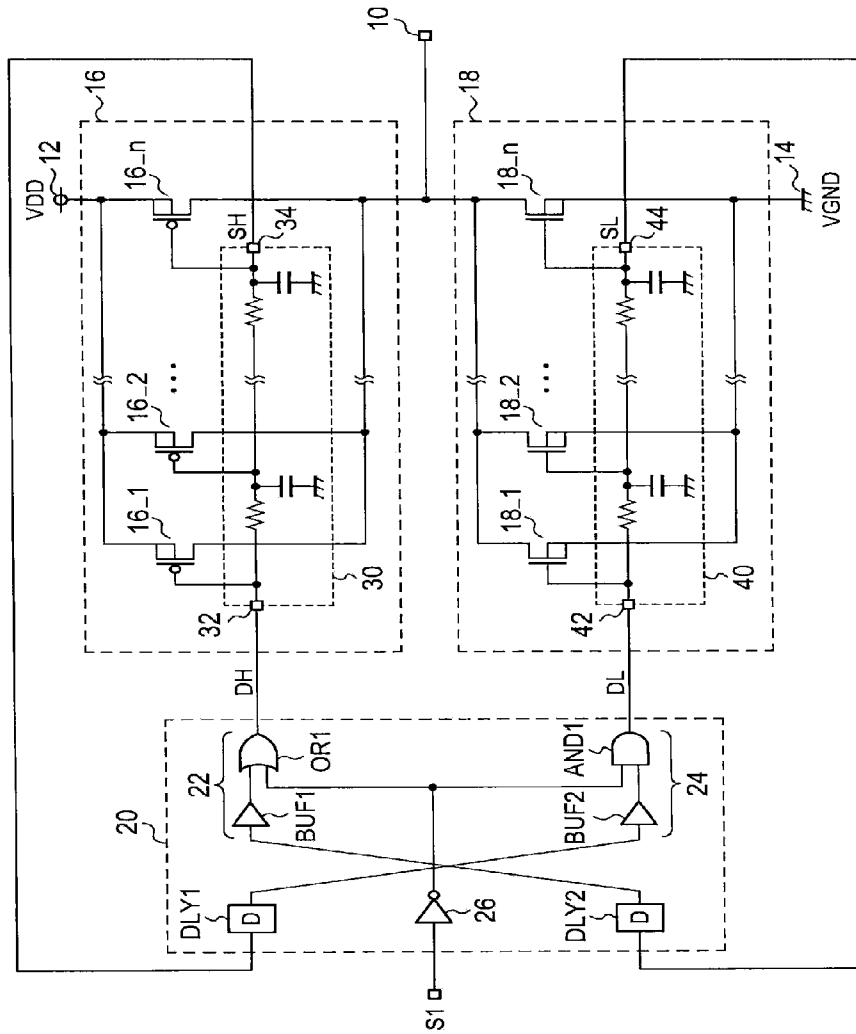 16
10
18
VDD
12
16_n
SH
34
18_n
SL
44
14
VGND
16_2
...
18_2
...
16_1
30
18_1
40
32
42
DH
DL
20
22
OR1
BUF1
AND1
BUF2
24
DLY1
D
26
DLY2
D
S1